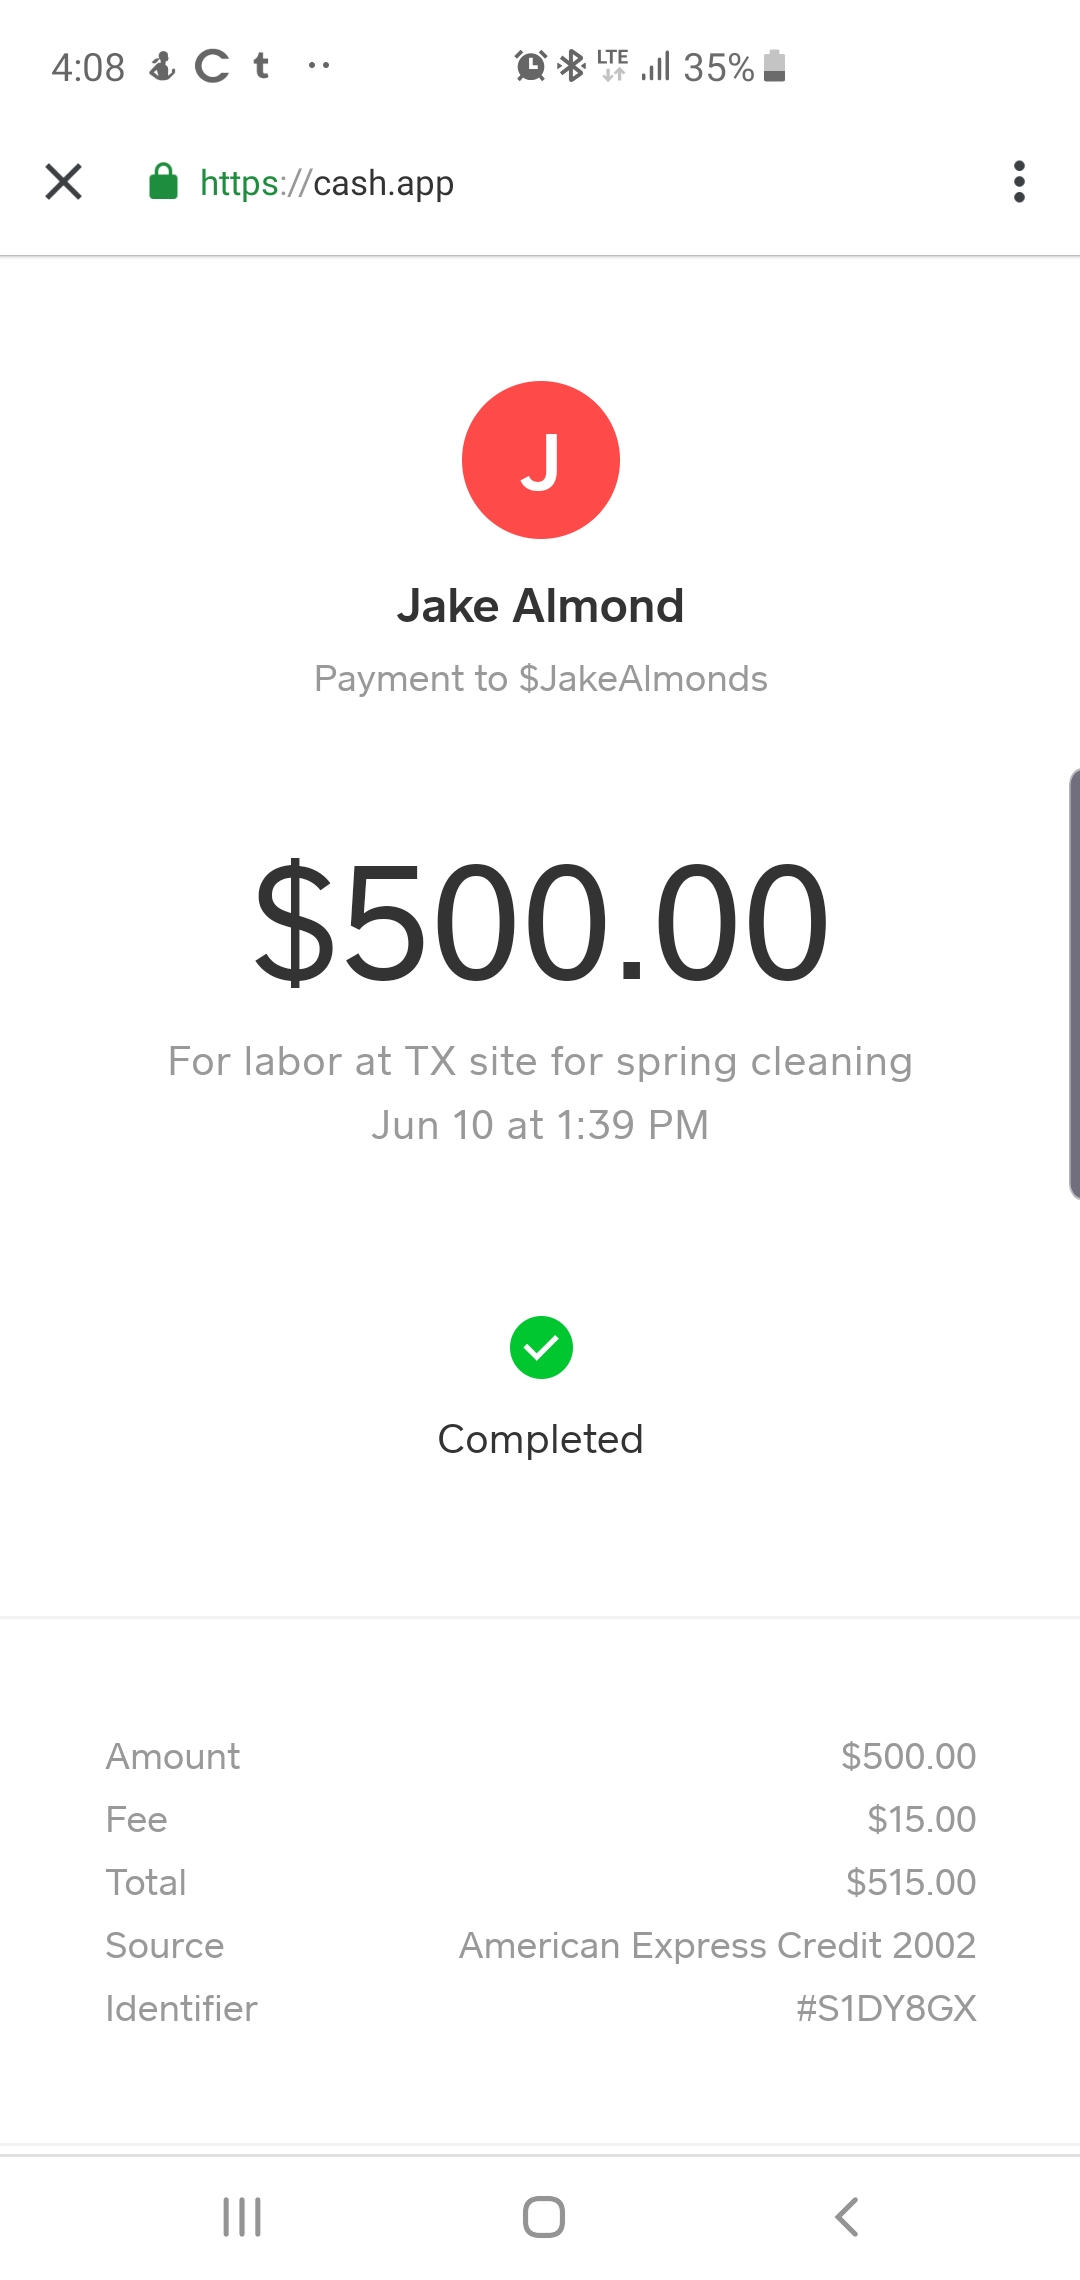 4:08 C t LTE 35%
https://cash.app
J
Jake Almond
Payment to $JakeAlmonds
$500.00
For labor at TX site for spring cleaning
Jun 10 at 1:39 PM
Completed
Amount $500.00
Fee $15.00
Total $515.00
Source American Express Credit 2002
Identifier #S1DY8GX